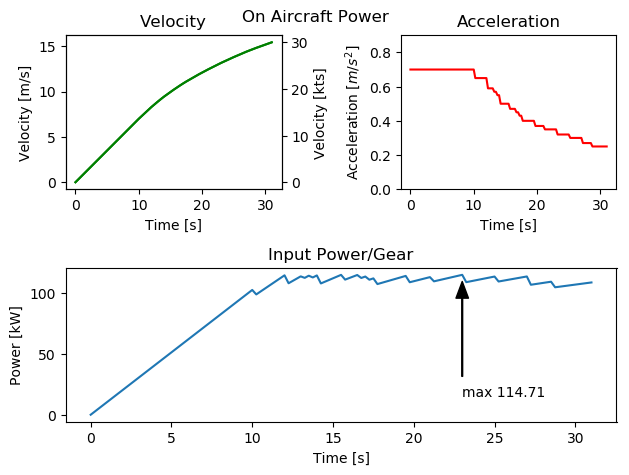 On Aircraft Power
Velocity
Acceleration
Velocity [m/s]
15
10
5
0
30
20
10
0
Velocity [kts]
0 10 20 30
Time [s]
Acceleration [m/s²]
0.8
0.6
0.4
0.2
0.0
0 10 20 30
Time [s]
Input Power/Gear
Power [kW]
100
50
0
max 114.71
0 5 10 15 20 25 30
Time [s]